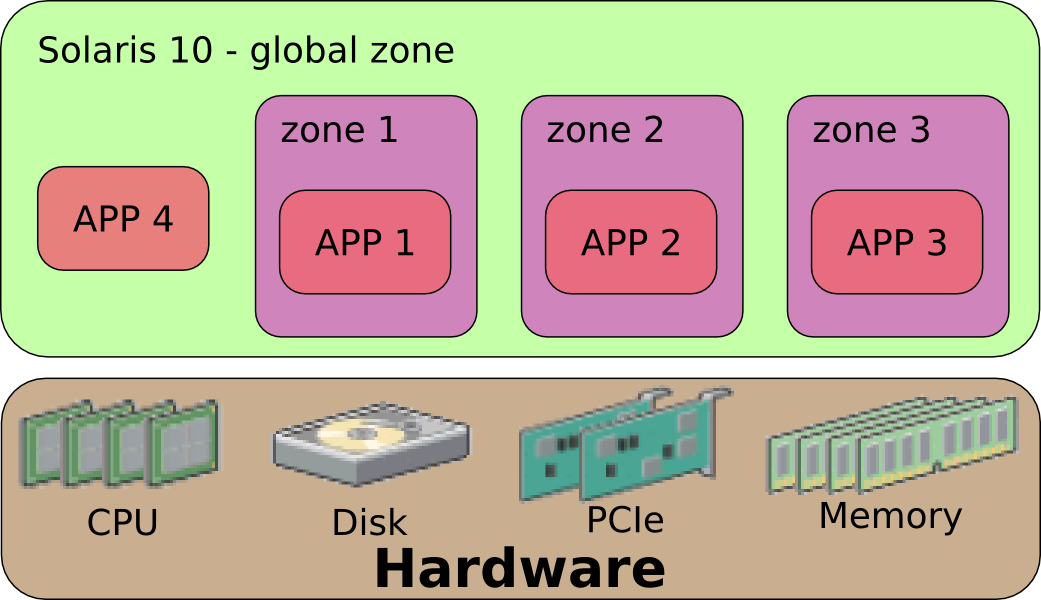 Solaris 10 - global zone
zone 1
zone 2
zone 3
APP 4
APP 1
APP 2
APP 3
CPU
Disk
PCIe
Memory
Hardware